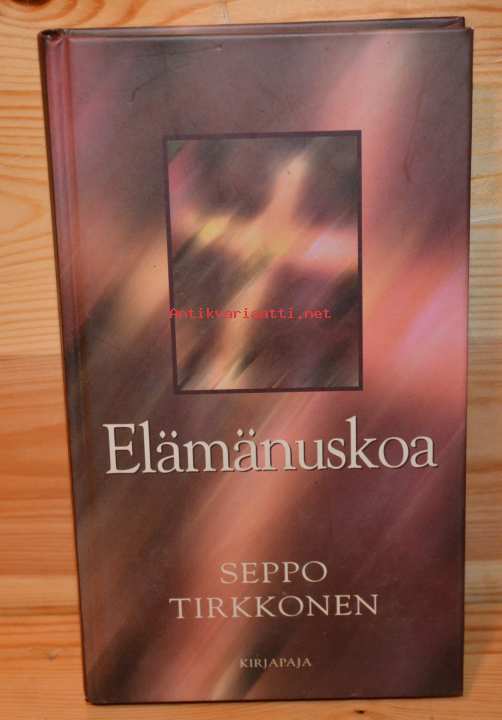 Antikvariaatti.net
Elämänuskoa
SEPPO
TIRKKONEN
KIRJAPAJA